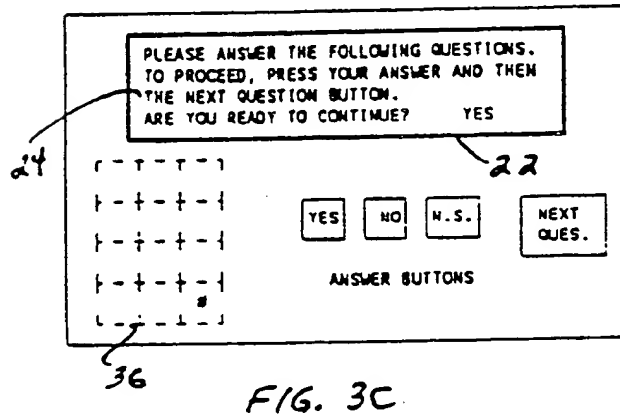 PLEASE ANSWER THE FOLLOWING QUESTIONS.
TO PROCEED, PRESS YOUR ANSWER AND THEN
THE NEXT QUESTION BUTTON.
ARE YOU READY TO CONTINUE? YES
24
22
YES NO N.S. NEXT
QUES.
ANSWER BUTTONS
#
36
FIG. 3C